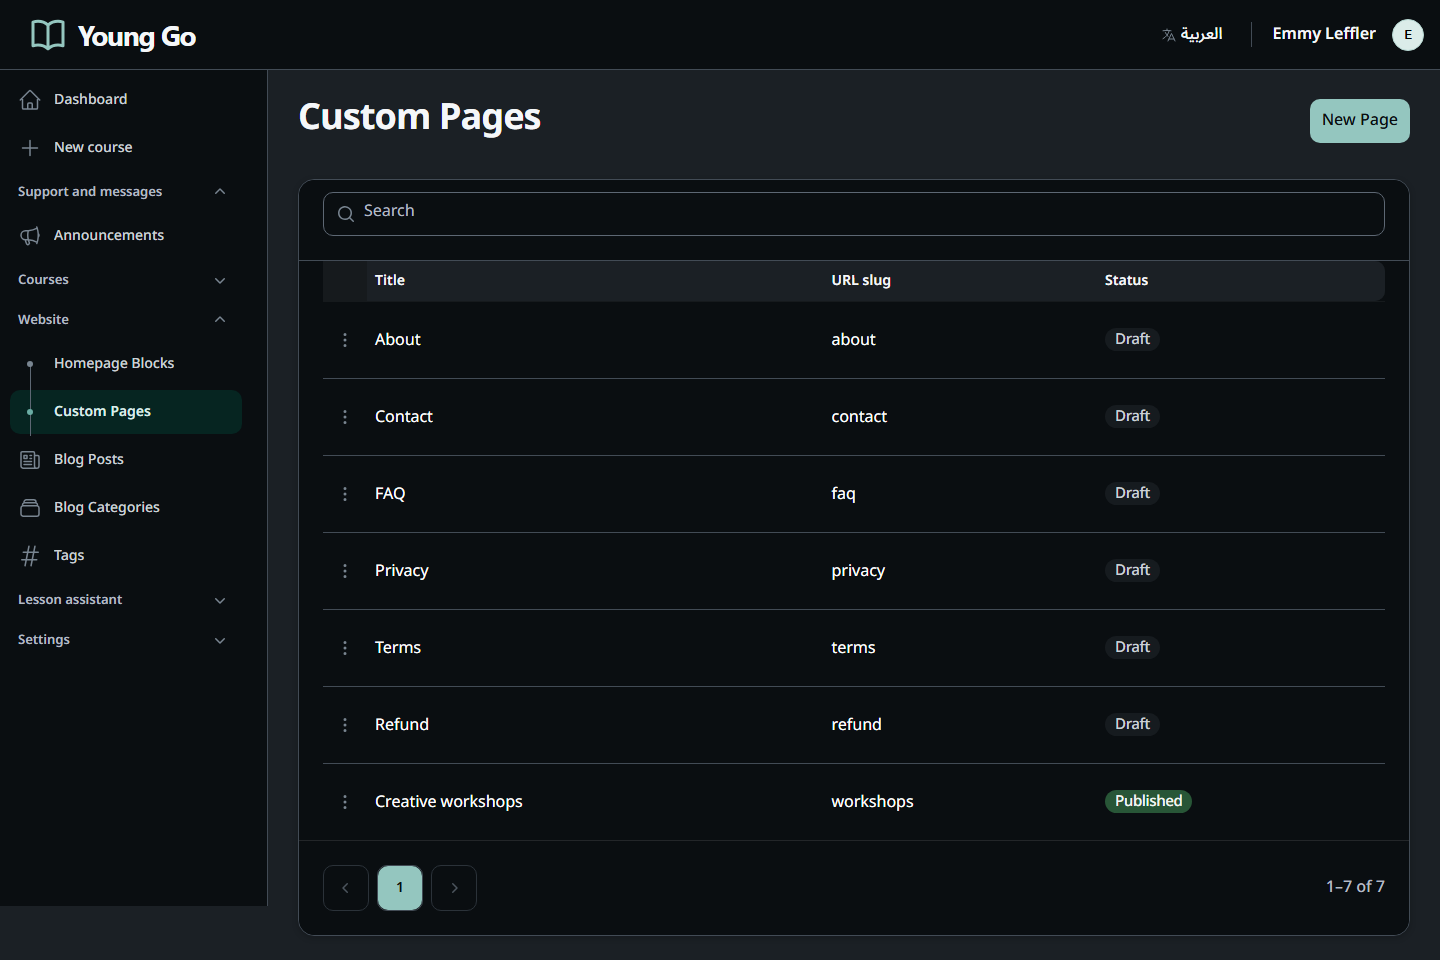 Young Go
العربية
Emmy Leffler
E
Dashboard
New course
Support and messages
Announcements
Courses
Website
Homepage Blocks
Custom Pages
Blog Posts
Blog Categories
Tags
Lesson assistant
Settings
Custom Pages
New Page
Search
Title URL slug Status
About about Draft
Contact contact Draft
FAQ faq Draft
Privacy privacy Draft
Terms terms Draft
Refund refund Draft
Creative workshops workshops Published
1
1–7 of 7